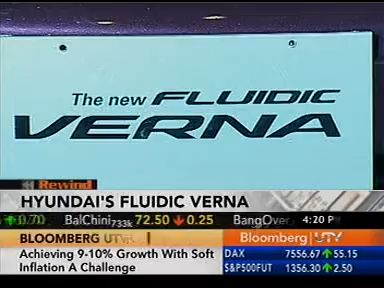 The new FLUIDIC
VERNA
Rewind
HYUNDAI'S FLUIDIC VERNA
0.70 BalChini 733k 72.50 0.25 BangOver 4:20 P
BLOOMBERG UTV
Bloomberg UTV
Achieving 9-10% Growth With Soft
Inflation A Challenge
DAX 7556.67 55.15
S&P500FUT 1356.30 2.50